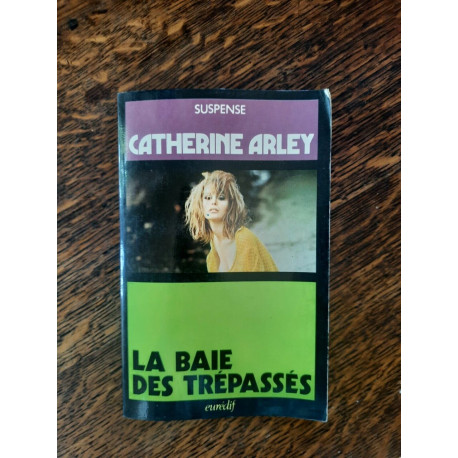 SUSPENSE
CATHERINE ARLEY
LA BAIE
DES TRÉPASSÉS
eurédif